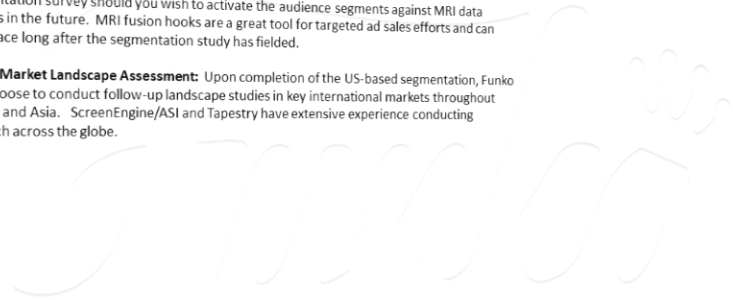 survey should you wish to activate the audience segments against MRI data
in the future. MRI fusion hooks are a great tool for targeted ad sales efforts and can
long after the segmentation study has fielded.
Market Landscape Assessment: Upon completion of the US-based segmentation, Funko
to conduct follow-up landscape studies in key international markets throughout
and Asia. ScreenEngine/ASI and Tapestry have extensive experience conducting
across the globe.